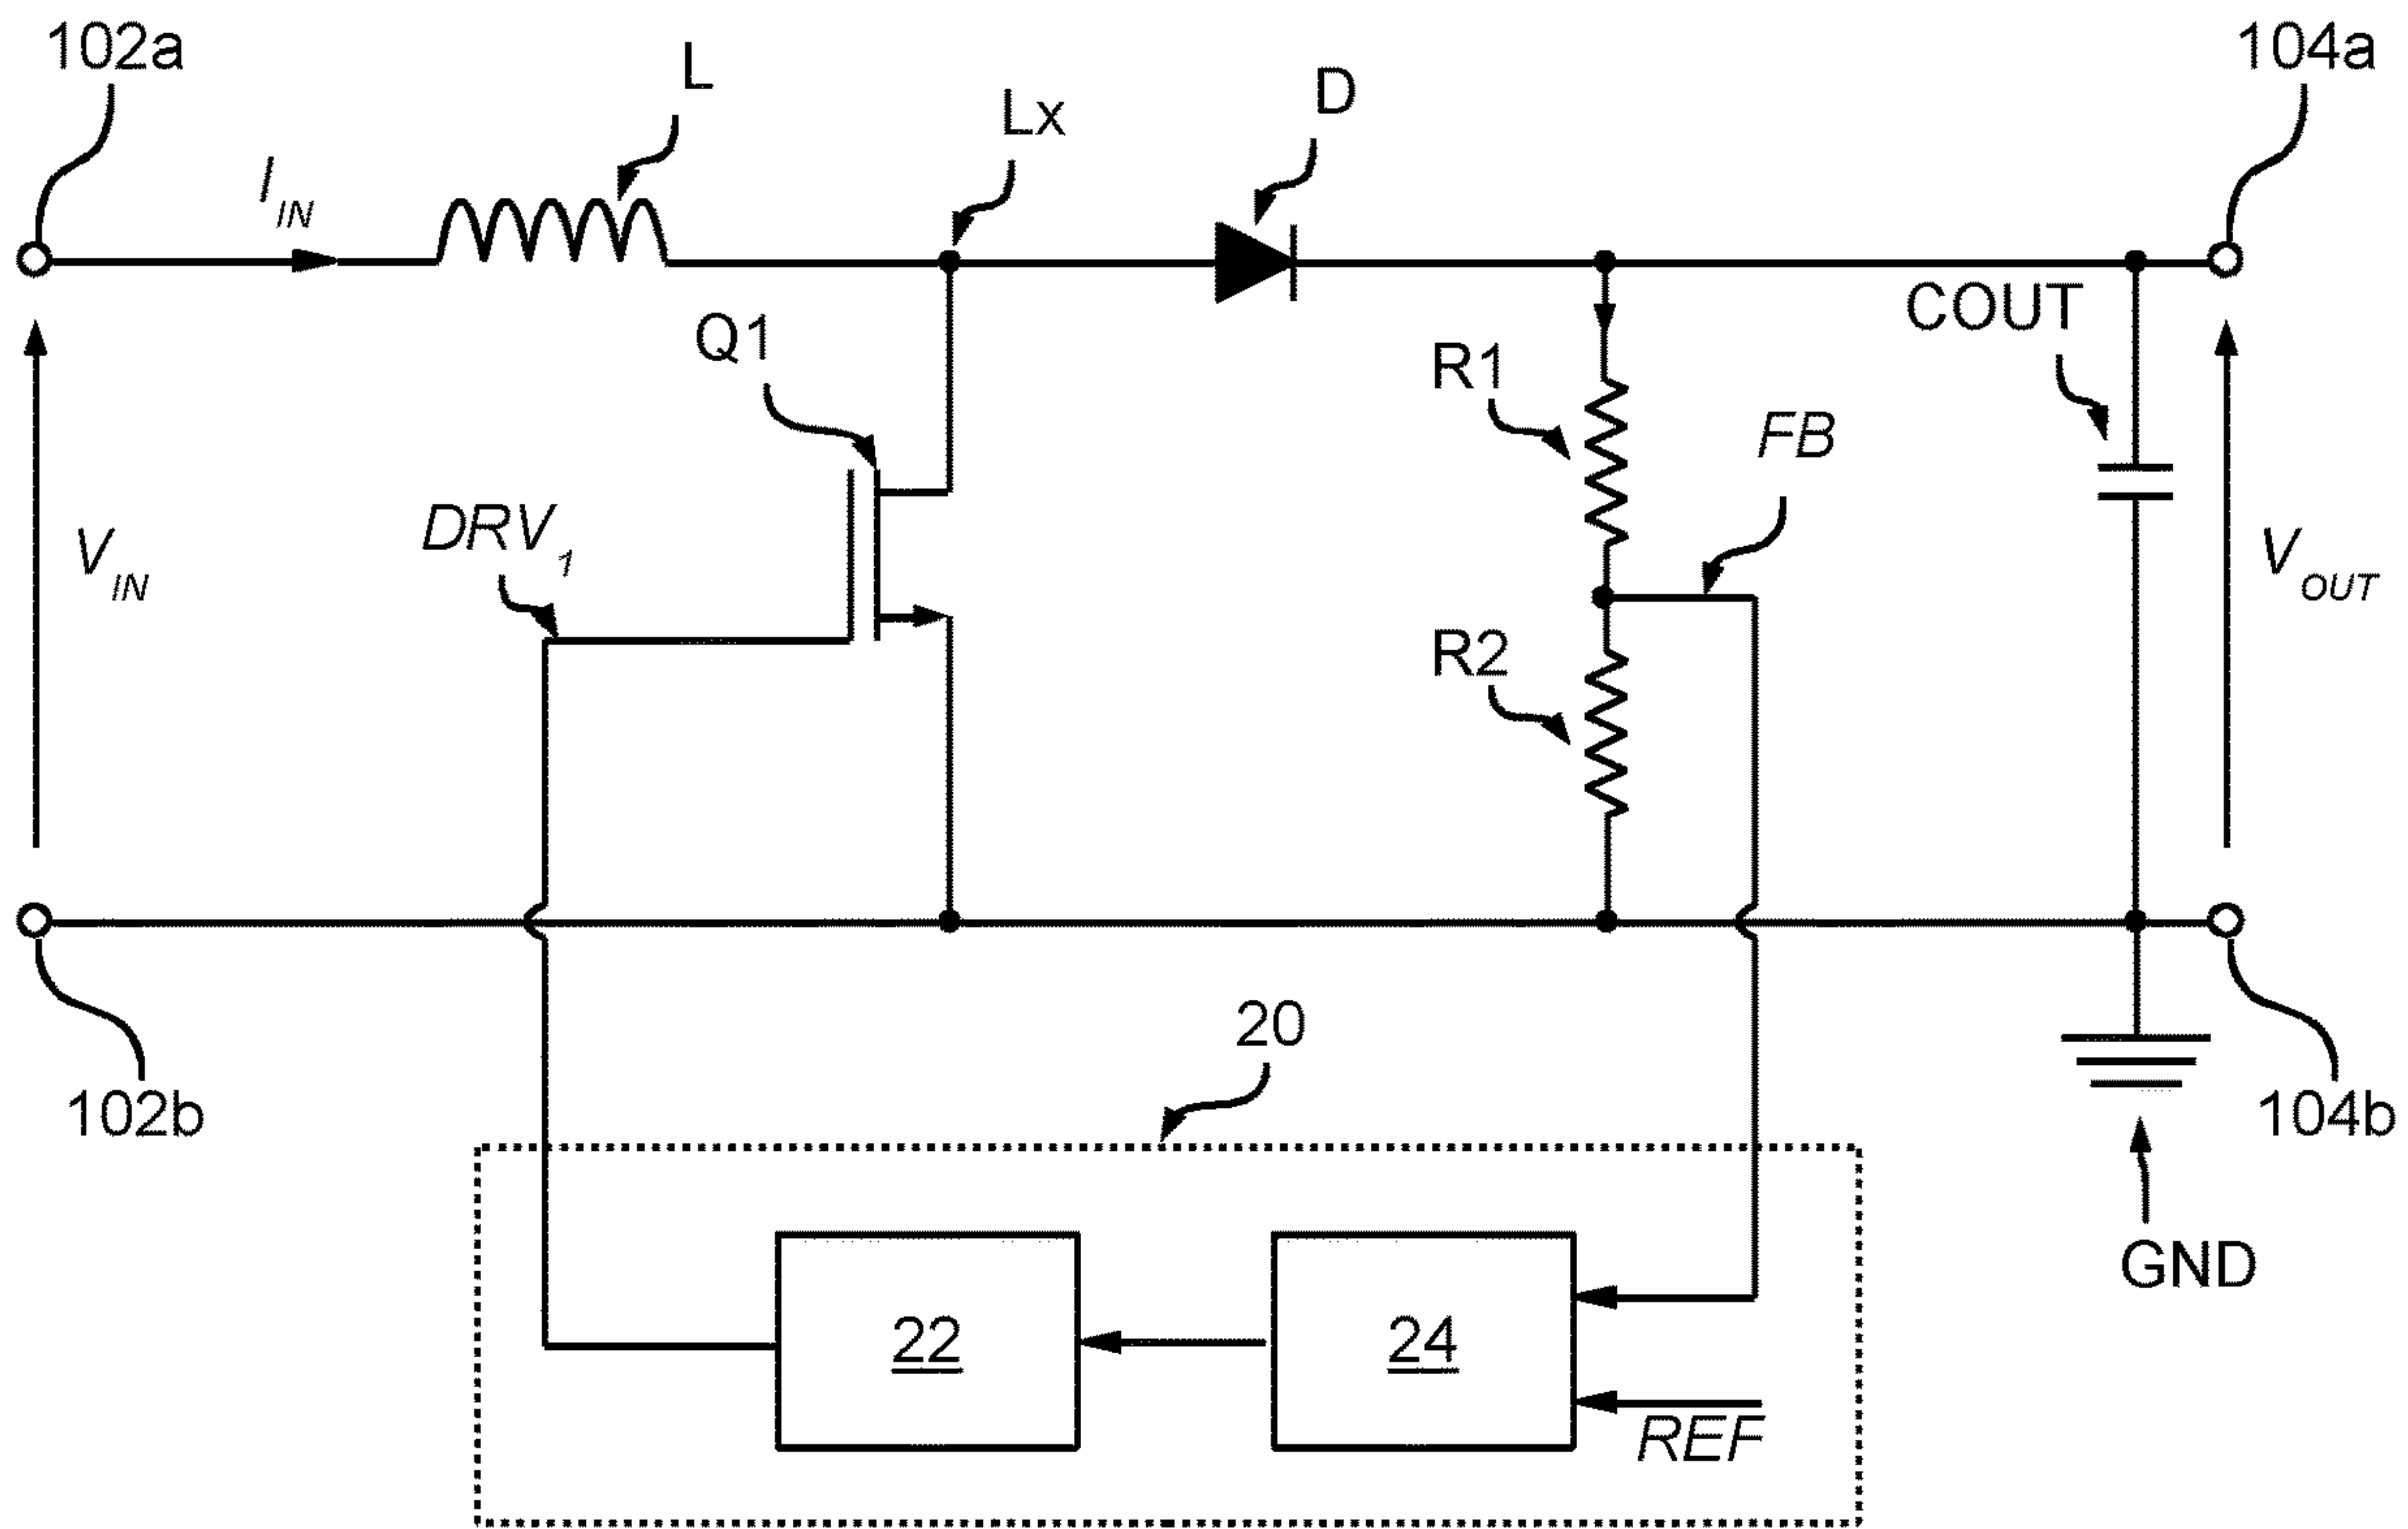 102a
L
Lx
D
104a
I IN
COUT
Q1
R1
FB
DRV 1
V IN
V OUT
R2
20
102b
104b
GND
22
24
REF